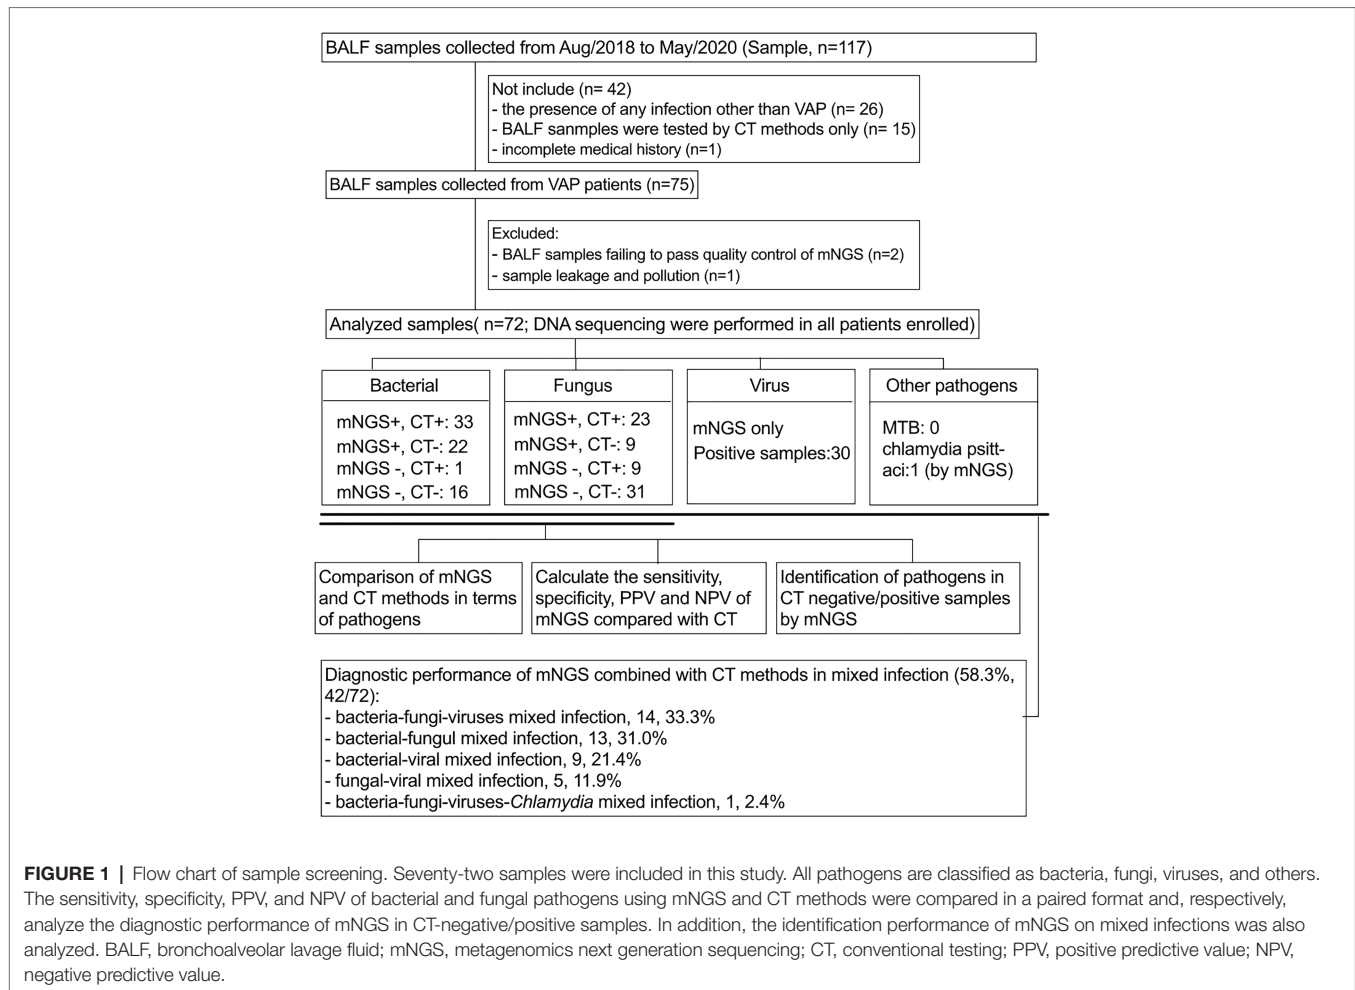 BALF samples collected from Aug/2018 to May/2020 (Sample, n=117)
Not include (n= 42)
- the presence of any infection other than VAP (n= 26)
- BALF sanmples were tested by CT methods only (n= 15)
- incomplete medical history (n=1)
BALF samples collected from VAP patients (n=75)
Excluded:
- BALF samples failing to pass quality control of mNGS (n=2)
- sample leakage and pollution (n=1)
Analyzed samples( n=72; DNA sequencing were performed in all patients enrolled)
Bacterial
mNGS+, CT+: 33
mNGS+, CT-: 22
mNGS -, CT+: 1
mNGS -, CT-: 16
Fungus
mNGS+, CT+: 23
mNGS+, CT-: 9
mNGS -, CT+: 9
mNGS -, CT-: 31
Virus
mNGS only
Positive samples:30
Other pathogens
MTB: 0
chlamydia psitt-
aci:1 (by mNGS)
Comparison of mNGS
and CT methods in terms
of pathogens
Calculate the sensitivity,
specificity, PPV and NPV of
mNGS compared with CT
Identification of pathogens in
CT negative/positive samples
by mNGS
Diagnostic performance of mNGS combined with CT methods in mixed infection (58.3%,
42/72):
- bacteria-fungi-viruses mixed infection, 14, 33.3%
- bacterial-fungul mixed infection, 13, 31.0%
- bacterial-viral mixed infection, 9, 21.4%
- fungal-viral mixed infection, 5, 11.9%
- bacteria-fungi-viruses-Chlamydia mixed infection, 1, 2.4%
FIGURE 1 | Flow chart of sample screening. Seventy-two samples were included in this study. All pathogens are classified as bacteria, fungi, viruses, and others.
The sensitivity, specificity, PPV, and NPV of bacterial and fungal pathogens using mNGS and CT methods were compared in a paired format and, respectively,
analyze the diagnostic performance of mNGS in CT-negative/positive samples. In addition, the identification performance of mNGS on mixed infections was also
analyzed. BALF, bronchoalveolar lavage fluid; mNGS, metagenomics next generation sequencing; CT, conventional testing; PPV, positive predictive value; NPV,
negative predictive value.